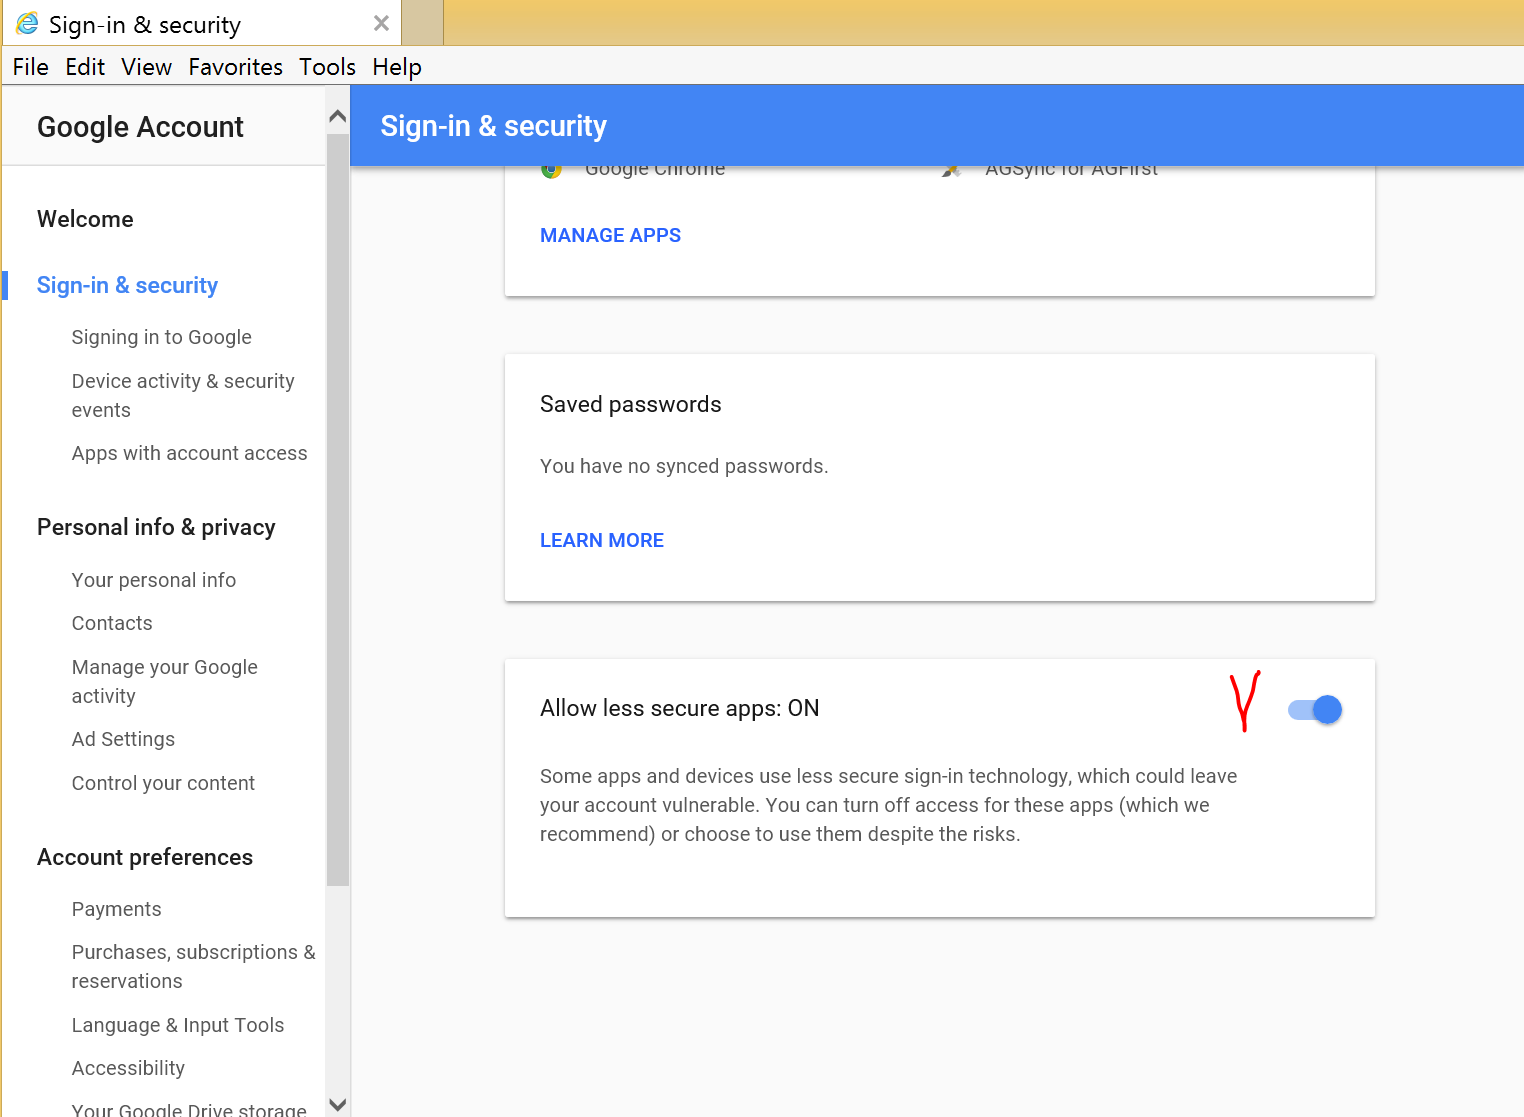 Sign-in & security
File Edit View Favorites Tools Help
Google Account
Welcome
Sign-in & security
Signing in to Google
Device activity & security
events
Apps with account access
Personal info & privacy
Your personal info
Contacts
Manage your Google
activity
Ad Settings
Control your content
Account preferences
Payments
Purchases, subscriptions &
reservations
Language & Input Tools
Accessibility
Your Google Drive storage
Sign-in & security
Google Chrome
AGSync for AGFirst
MANAGE APPS
Saved passwords
You have no synced passwords.
LEARN MORE
Allow less secure apps: ON
Some apps and devices use less secure sign-in technology, which could leave
your account vulnerable. You can turn off access for these apps (which we
recommend) or choose to use them despite the risks.